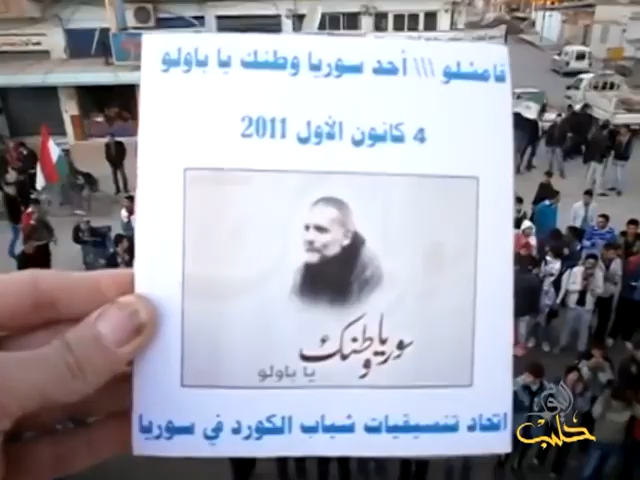 قامشلو \\\ أحد سوريا وطنك يا باولو
4 كانون الأول 2011
سوريا وطنك
يا باولو
اتحاد تنسيقيات شباب الكورد في سوريا
حلب